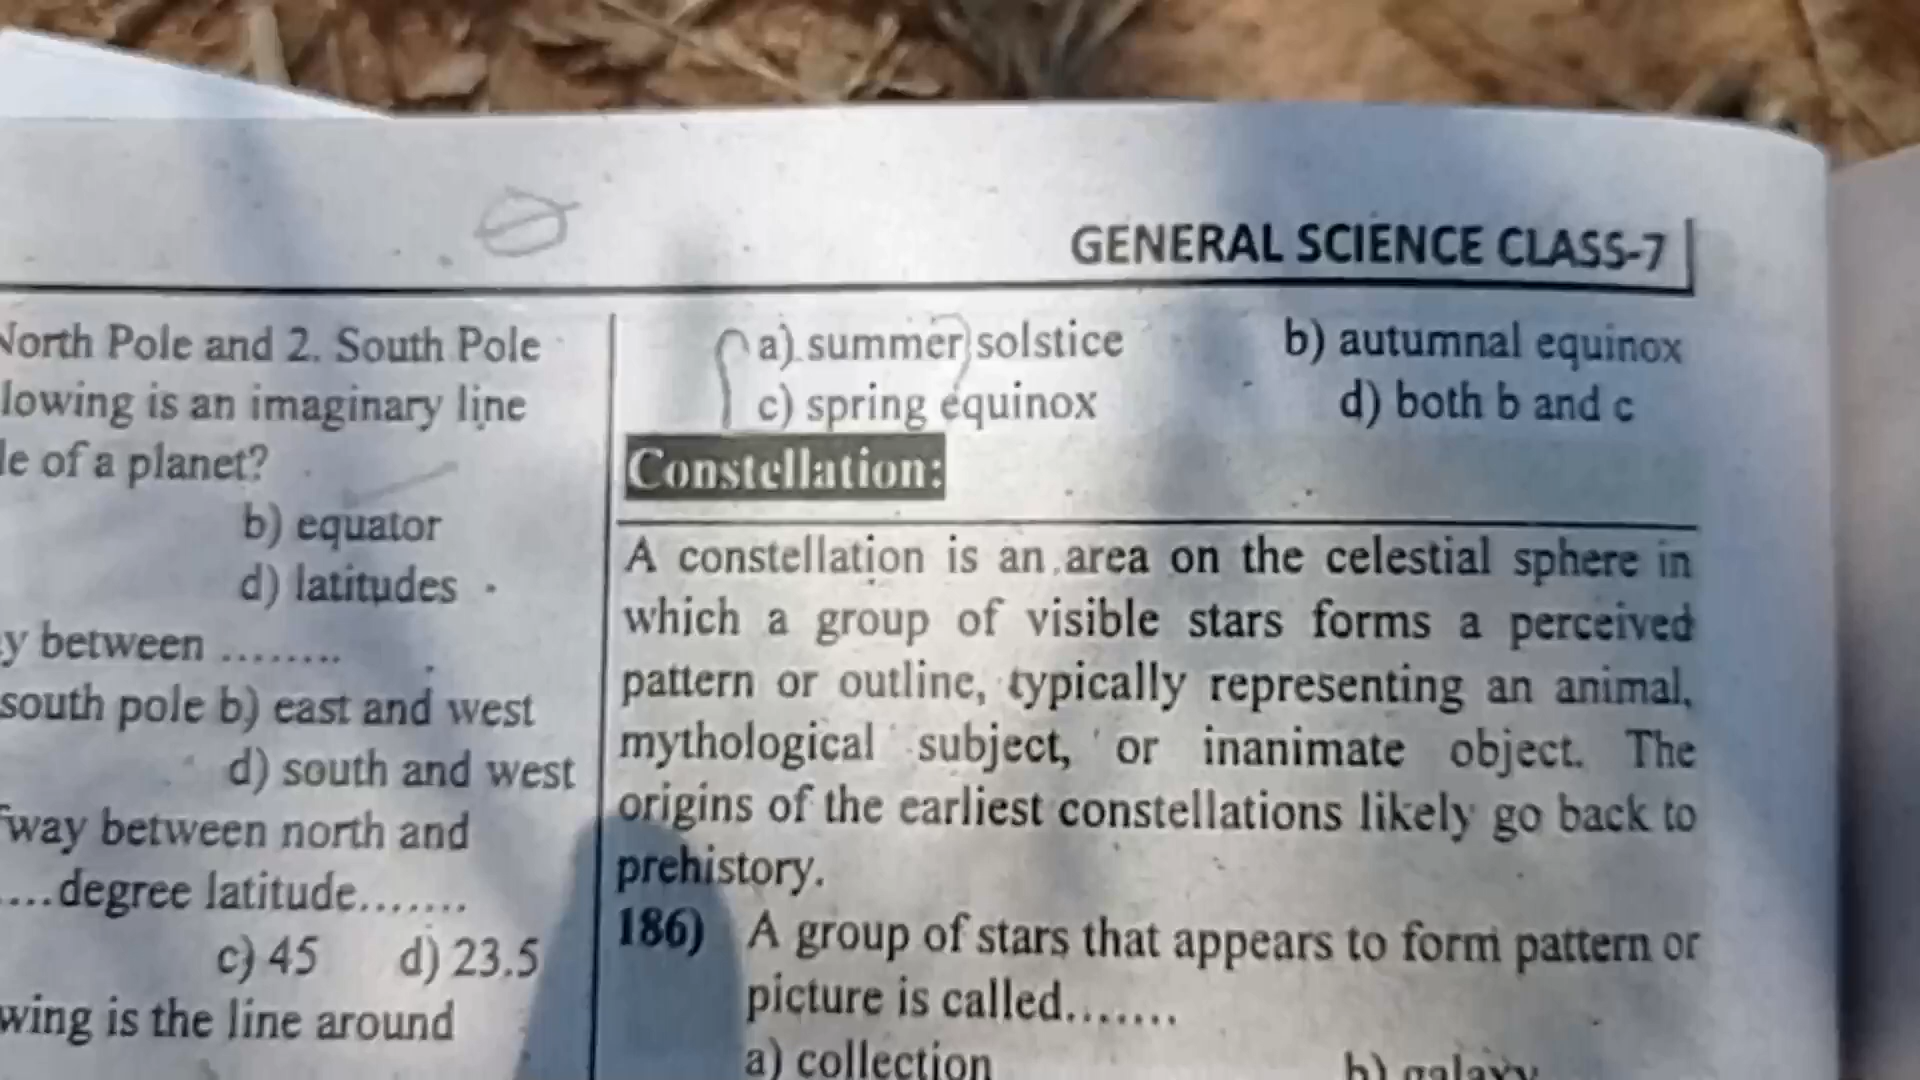 GENERAL SCIENCE CLASS-7
North Pole and 2. South Pole
lowing is an imaginary line
le of a planet?
b) equator
d) latitudes
y between ........
south pole b) east and west
d) south and west
fway between north and
....degree latitude.......
c) 45 d) 23.5
wing is the line around
a) summer solstice b) autumnal equinox
c) spring equinox d) both b and c
Constellation:
A constellation is an area on the celestial sphere in
which a group of visible stars forms a perceived
pattern or outline, typically representing an animal,
mythological subject, or inanimate object. The
origins of the earliest constellations likely go back to
prehistory.
186) A group of stars that appears to form pattern or
picture is called.......
a) collection b) galaxy